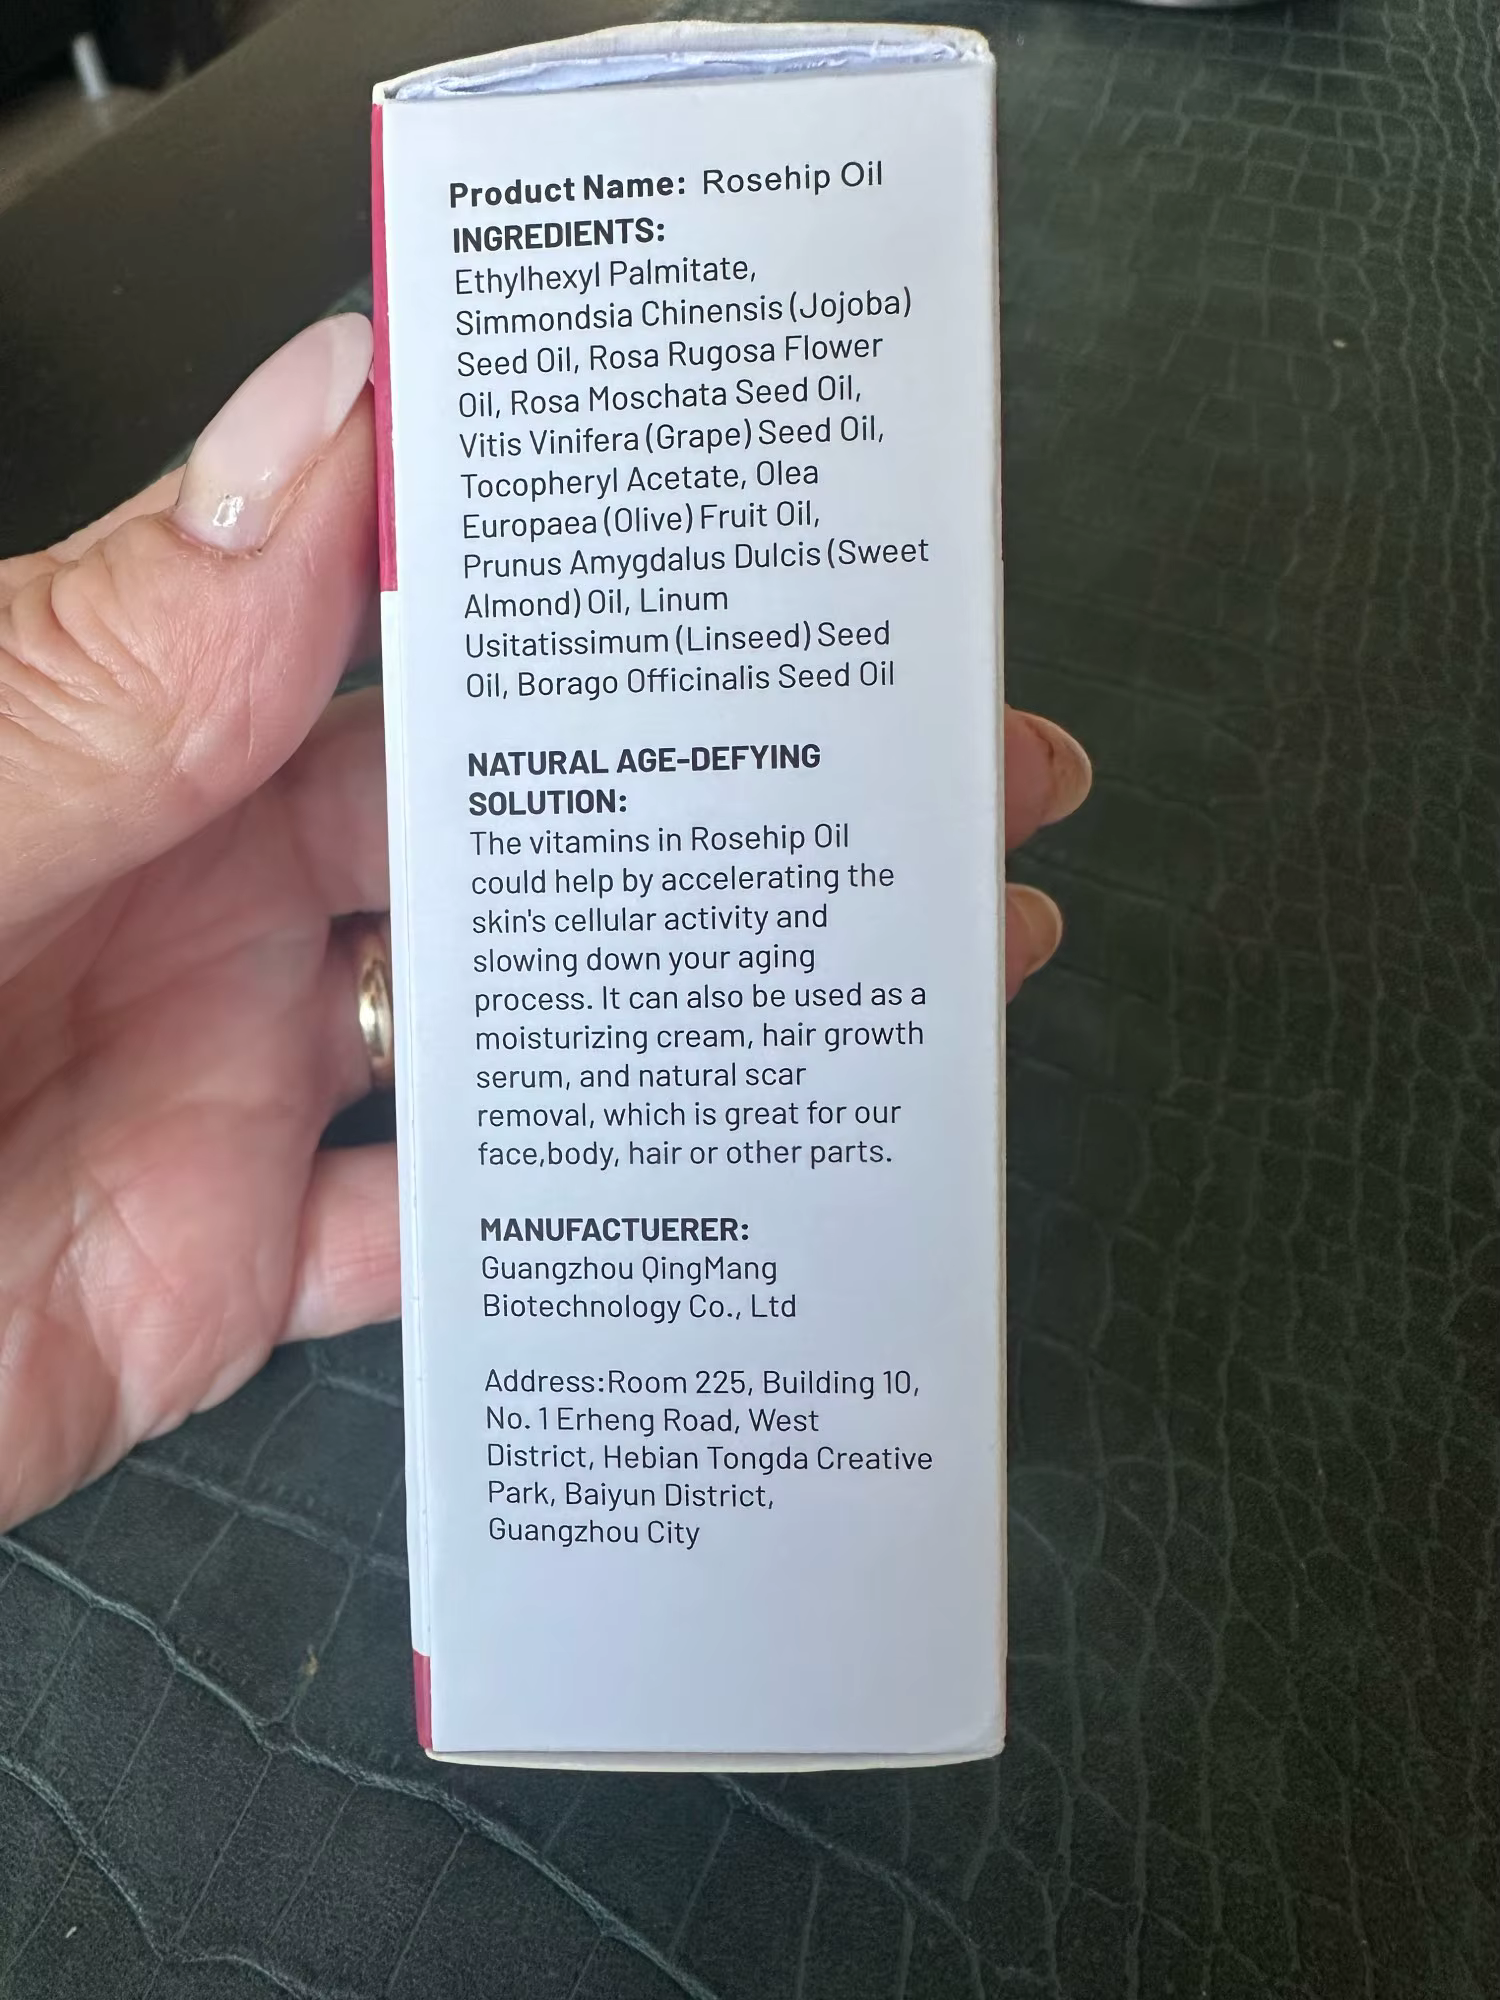 Product Name: Rosehip Oil
INGREDIENTS:
Ethylhexyl Palmitate,
Simmondsia Chinensis (Jojoba)
Seed Oil, Rosa Rugosa Flower
Oil, Rosa Moschata Seed Oil,
Vitis Vinifera (Grape) Seed Oil,
Tocopheryl Acetate, Olea
Europaea (Olive) Fruit Oil,
Prunus Amygdalus Dulcis (Sweet
Almond) Oil, Linum
Usitatissimum (Linseed) Seed
Oil, Borago Officinalis Seed Oil
NATURAL AGE-DEFYING
SOLUTION:
The vitamins in Rosehip Oil
could help by accelerating the
skin's cellular activity and
slowing down your aging
process. It can also be used as a
moisturizing cream, hair growth
serum, and natural scar
removal, which is great for our
face,body, hair or other parts.
MANUFACTUERER:
Guangzhou QingMang
Biotechnology Co., Ltd
Address:Room 225, Building 10,
No. 1 Erheng Road, West
District, Hebian Tongda Creative
Park, Baiyun District,
Guangzhou City